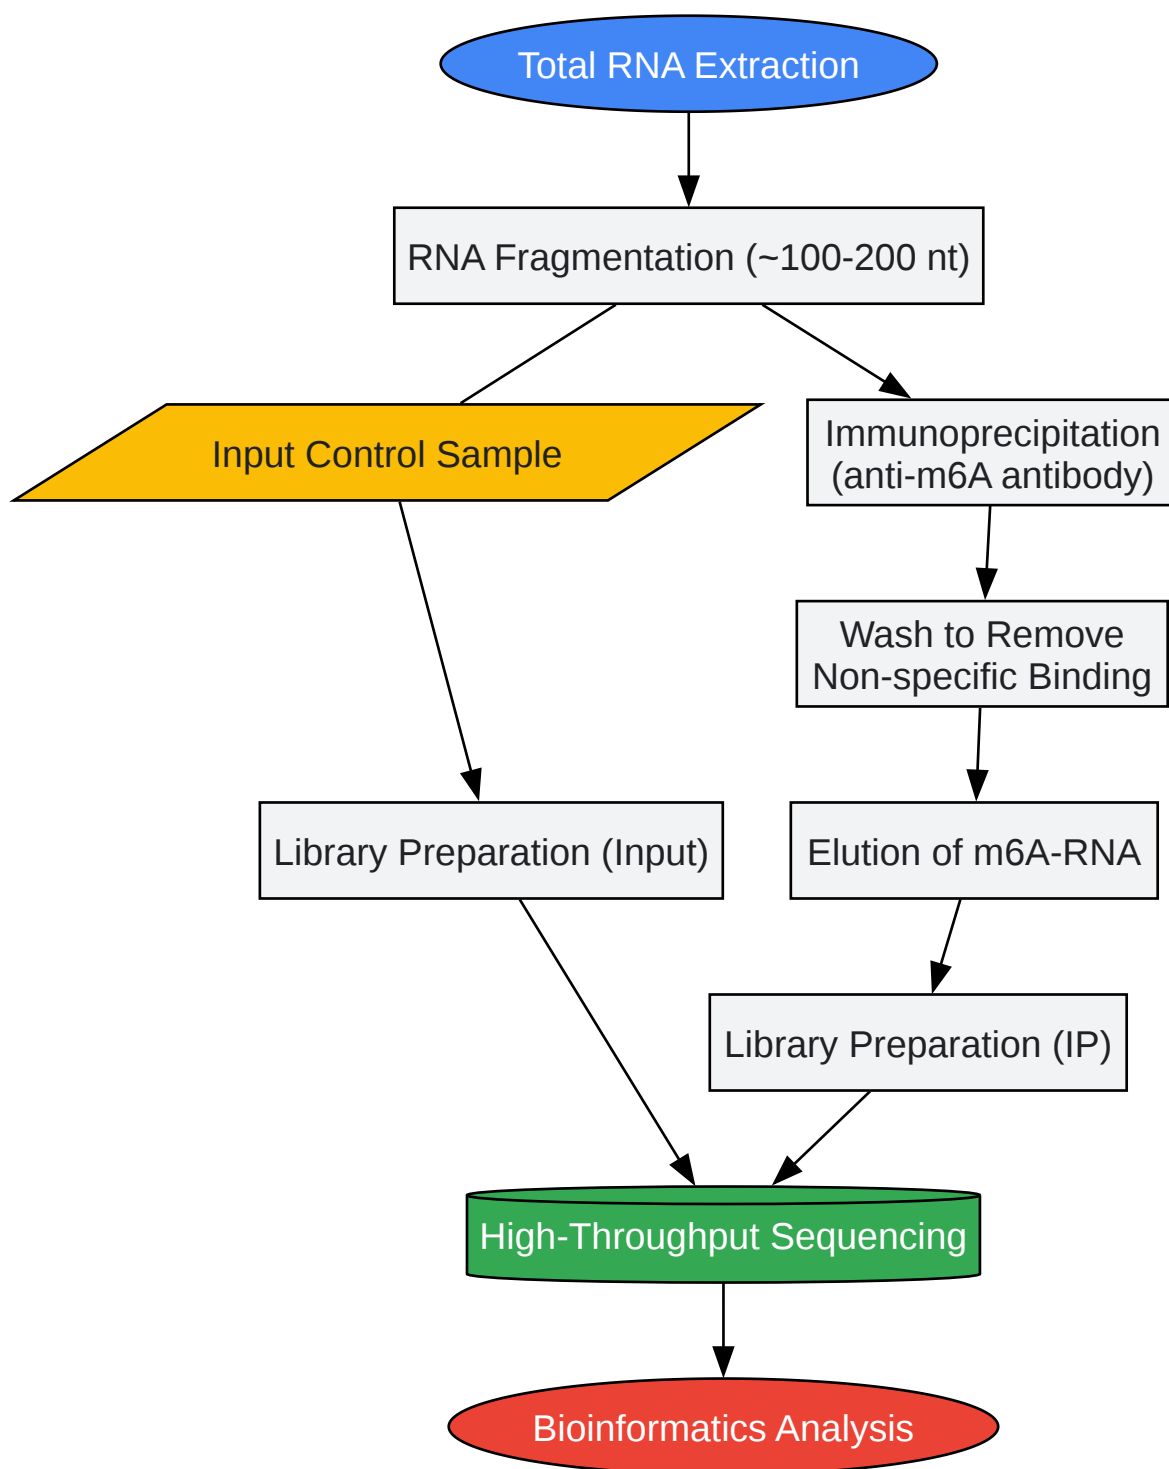 Total RNA Extraction
RNA Fragmentation (~100-200 nt)
Input Control Sample
Immunoprecipitation
(anti-m6A antibody)
Wash to Remove
Non-specific Binding
Library Preparation (Input)
Elution of m6A-RNA
Library Preparation (IP)
High-Throughput Sequencing
Bioinformatics Analysis